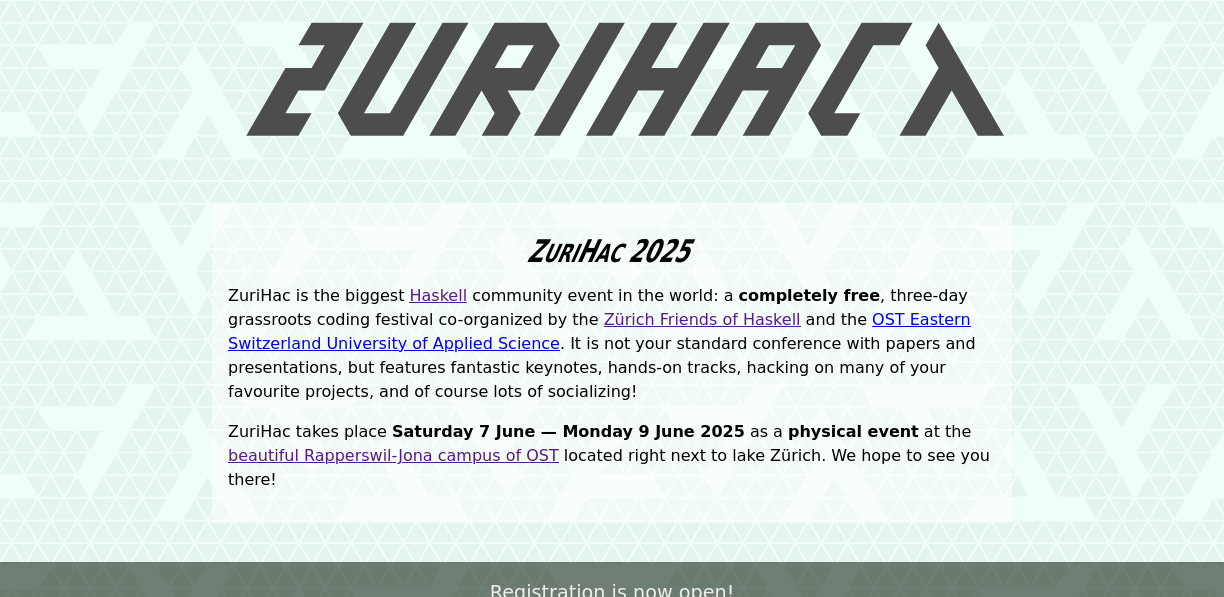 ZURIHAC λ
ZuriHac 2025
ZuriHac is the biggest Haskell community event in the world: a completely free, three-day
grassroots coding festival co-organized by the Zürich Friends of Haskell and the OST Eastern
Switzerland University of Applied Science. It is not your standard conference with papers and
presentations, but features fantastic keynotes, hands-on tracks, hacking on many of your
favourite projects, and of course lots of socializing!
ZuriHac takes place Saturday 7 June — Monday 9 June 2025 as a physical event at the
beautiful Rapperswil-Jona campus of OST located right next to lake Zürich. We hope to see you
there!
Registration is now open!